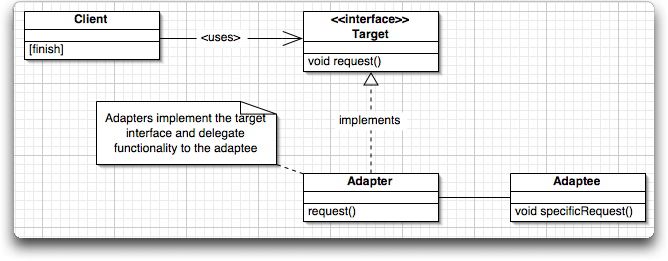 Client
[finish]
<uses>
<<interface>>
Target
void request()
Adapters implement the target
interface and delegate
functionality to the adaptee
implements
Adapter
request()
Adaptee
void specificRequest()